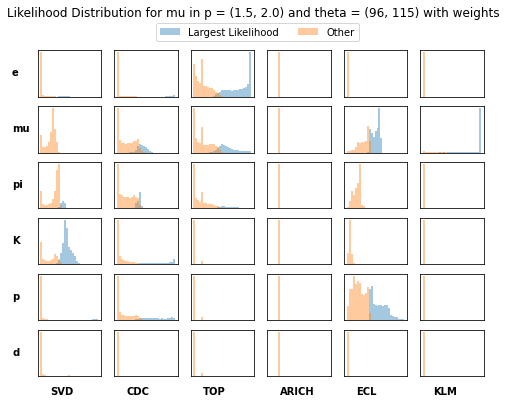 Likelihood Distribution for mu in p = (1.5, 2.0) and theta = (96, 115) with weights
Largest Likelihood Other
e
mu
pi
K
p
d
SVD CDC TOP ARICH ECL KLM